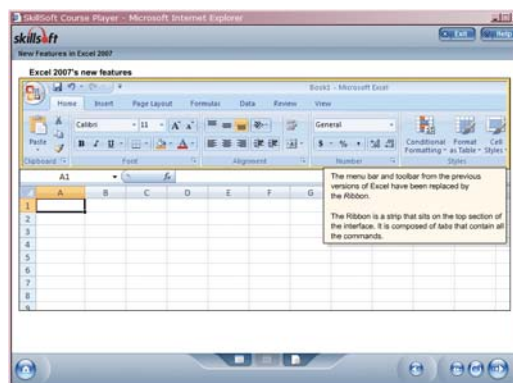 SkillSoft Course Player - Microsoft Internet Explorer
skillsoft
Exit Help
New Features in Excel 2007
Excel 2007's new features
Book1 - Microsoft Excel
Home Insert Page Layout Formulas Data Review View
Calibri 11 A A General
Paste B I U A $ % , Conditional Format Cell
Formatting as Table Styles
Clipboard Font Alignment Number Styles
A1 fx
A B C D E F G
1
2
3
4
5
6
7
8
9
The menu bar and toolbar from the previous
versions of Excel have been replaced by
the Ribbon.
The Ribbon is a strip that sits on the top section of
the interface. It is composed of tabs that contain all
the commands.